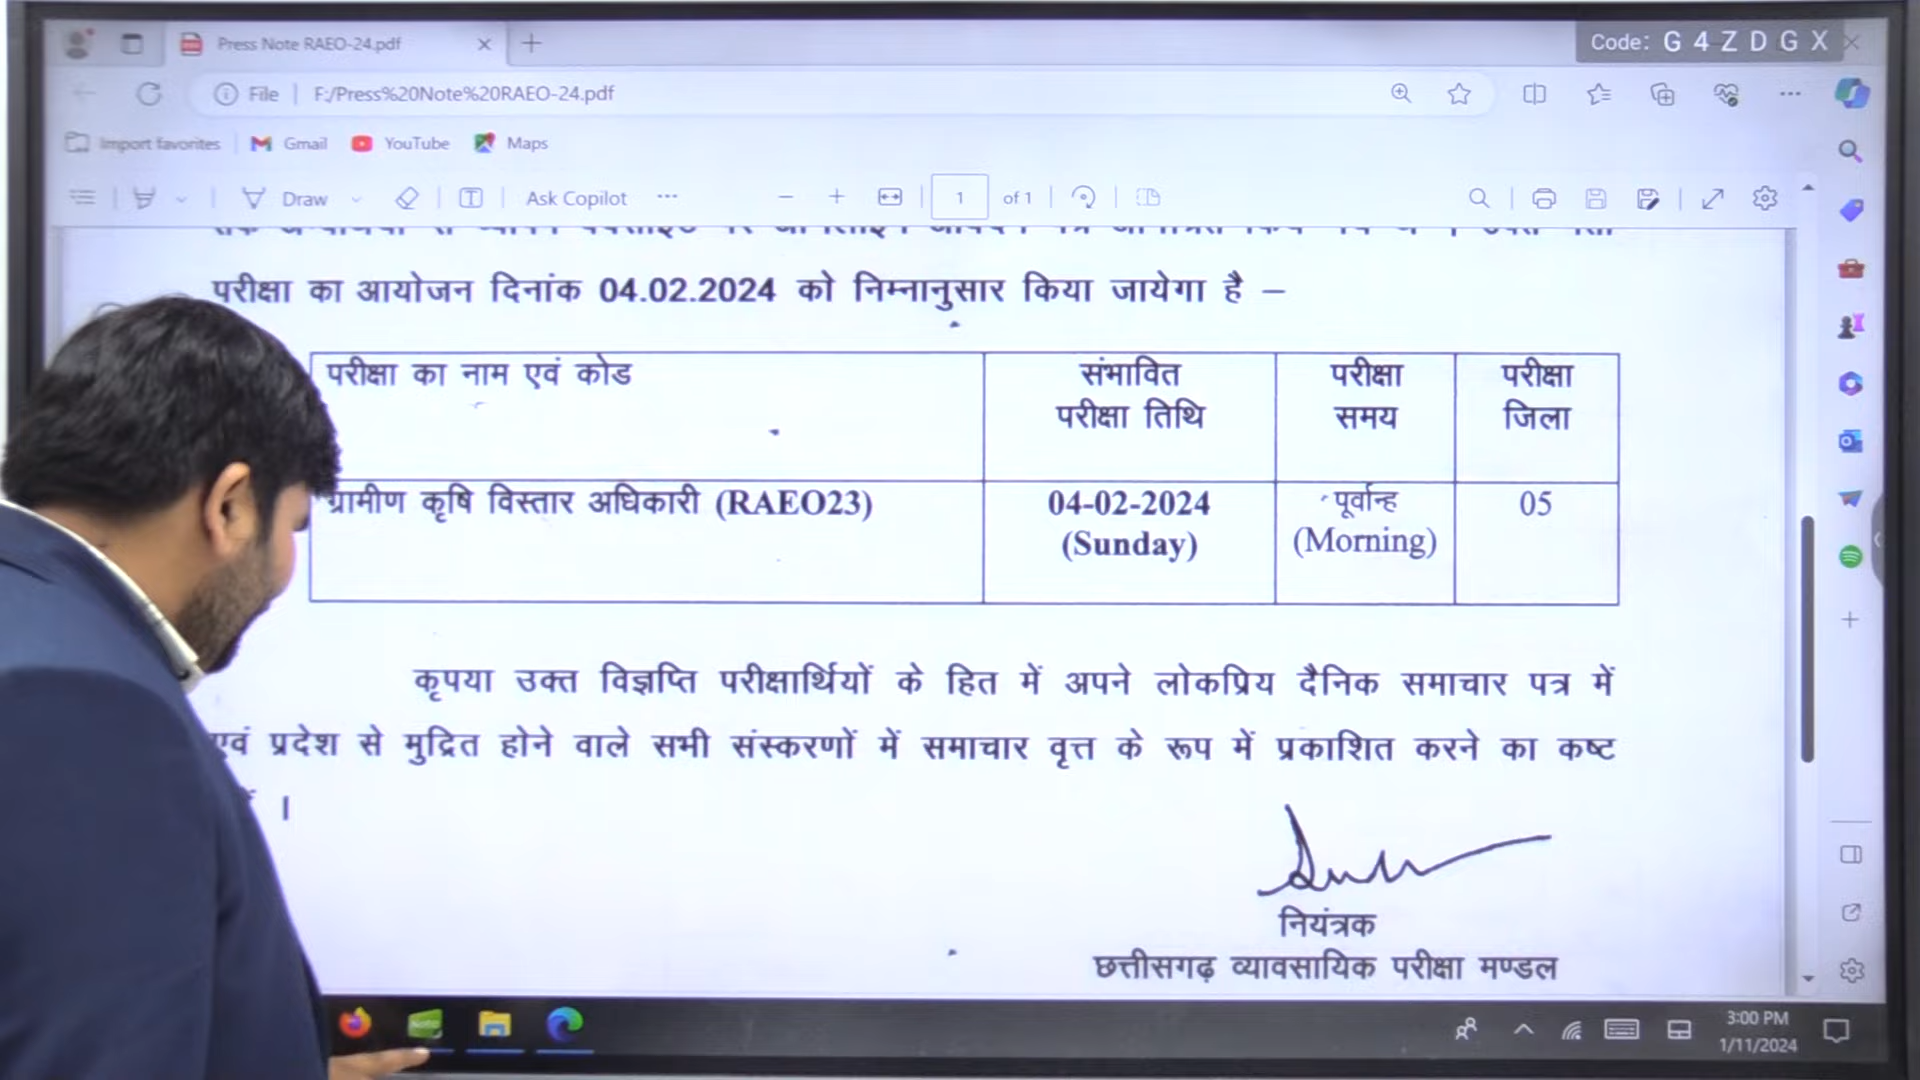 Press Note RAEO-24.pdf
Code: G 4 Z D G X
File | F:/Press%20Note%20RAEO-24.pdf
Import favorites
Gmail
YouTube
Maps
Draw
Ask Copilot
1 of 1
परीक्षा का आयोजन दिनांक 04.02.2024 को निम्नानुसार किया जायेगा है –
परीक्षा का नाम एवं कोड
संभावित
परीक्षा तिथि
परीक्षा
समय
परीक्षा
जिला
ग्रामीण कृषि विस्तार अधिकारी (RAEO23)
04-02-2024
(Sunday)
पूर्वान्ह
(Morning)
05
कृपया उक्त विज्ञप्ति परीक्षार्थियों के हित में अपने लोकप्रिय दैनिक समाचार पत्र में
एवं प्रदेश से मुद्रित होने वाले सभी संस्करणों में समाचार वृत्त के रूप में प्रकाशित करने का कष्ट
।
नियंत्रक
छत्तीसगढ़ व्यावसायिक परीक्षा मण्डल
Note
3:00 PM
1/11/2024